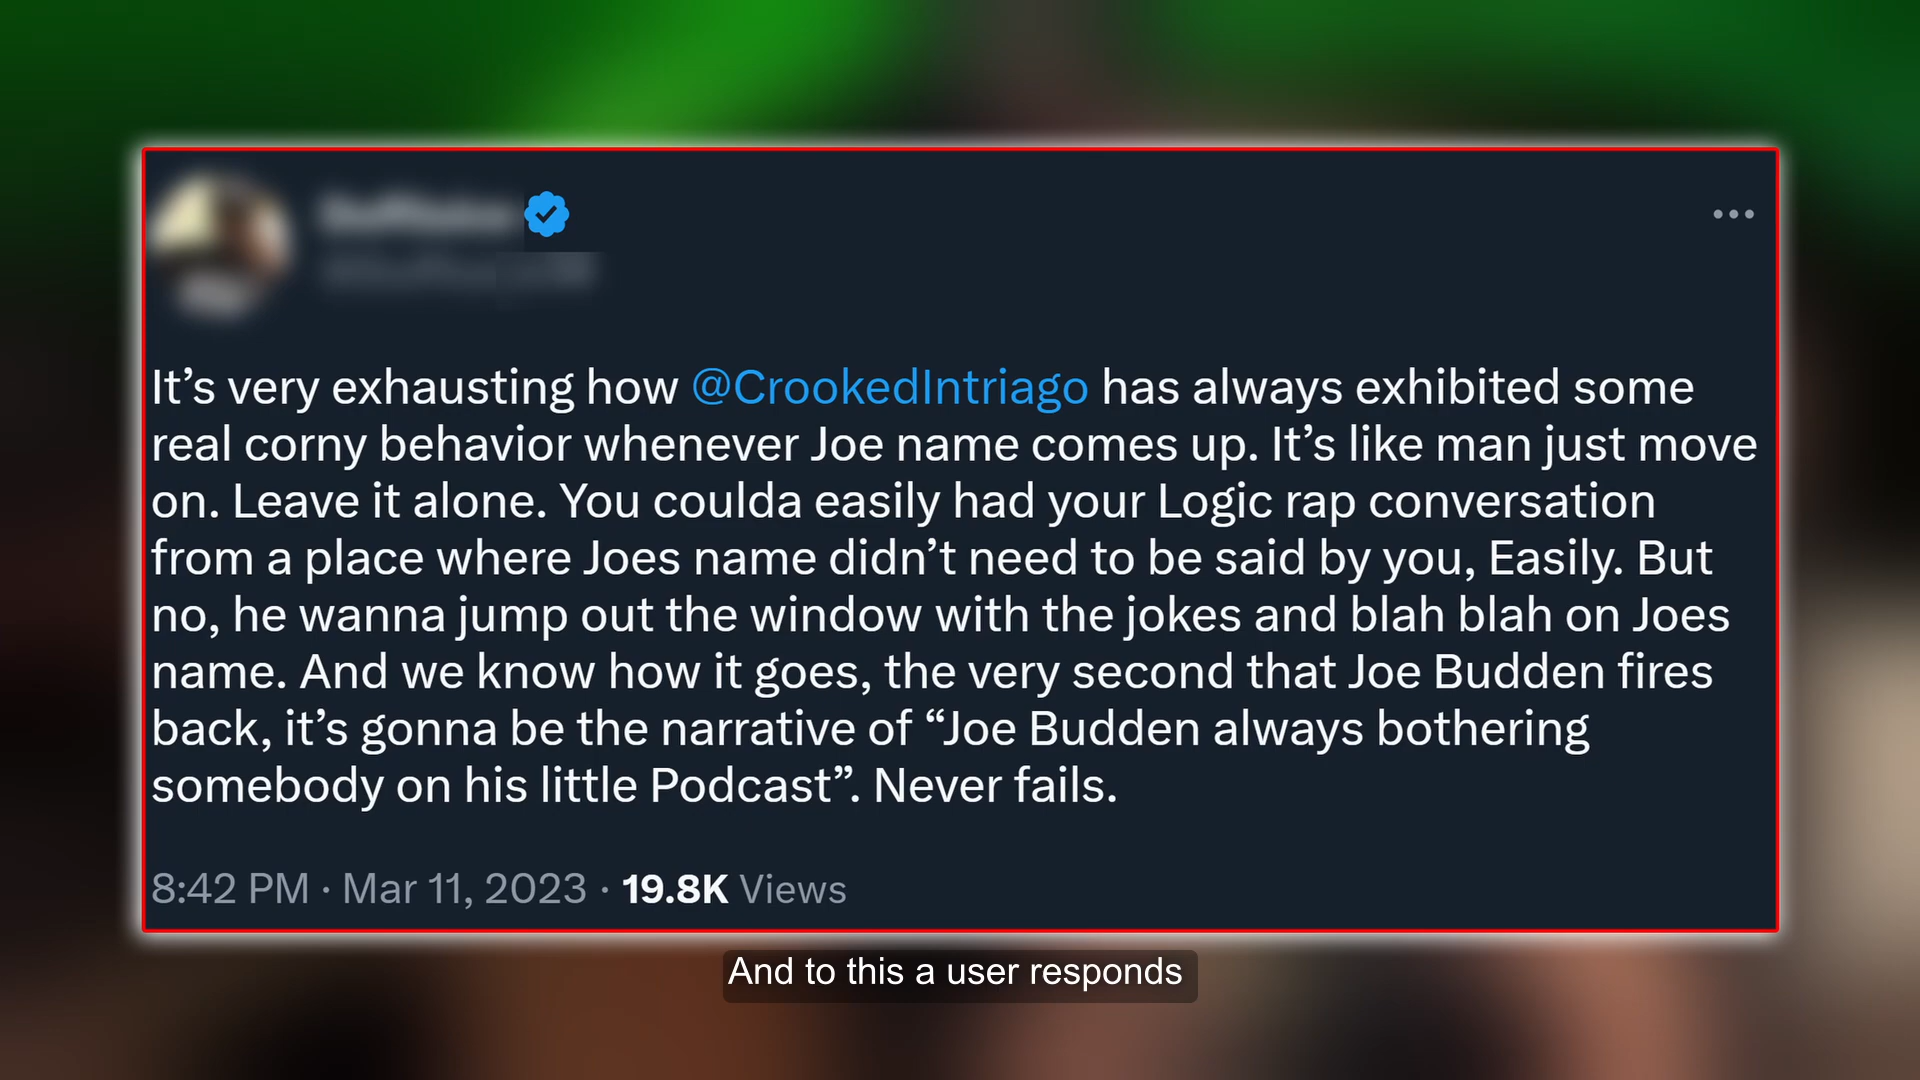 It’s very exhausting how @CrookedIntriago has always exhibited some
real corny behavior whenever Joe name comes up. It’s like man just move
on. Leave it alone. You coulda easily had your Logic rap conversation
from a place where Joes name didn’t need to be said by you, Easily. But
no, he wanna jump out the window with the jokes and blah blah on Joes
name. And we know how it goes, the very second that Joe Budden fires
back, it’s gonna be the narrative of “Joe Budden always bothering
somebody on his little Podcast”. Never fails.
8:42 PM · Mar 11, 2023 · 19.8K Views
And to this a user responds